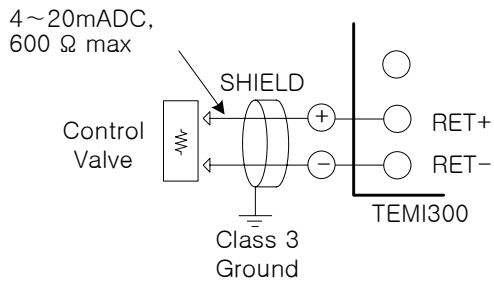 4~20mADC,
600 Ω max
SHIELD
Control
Valve
+
−
RET+
RET-
TEMI300
Class 3
Ground